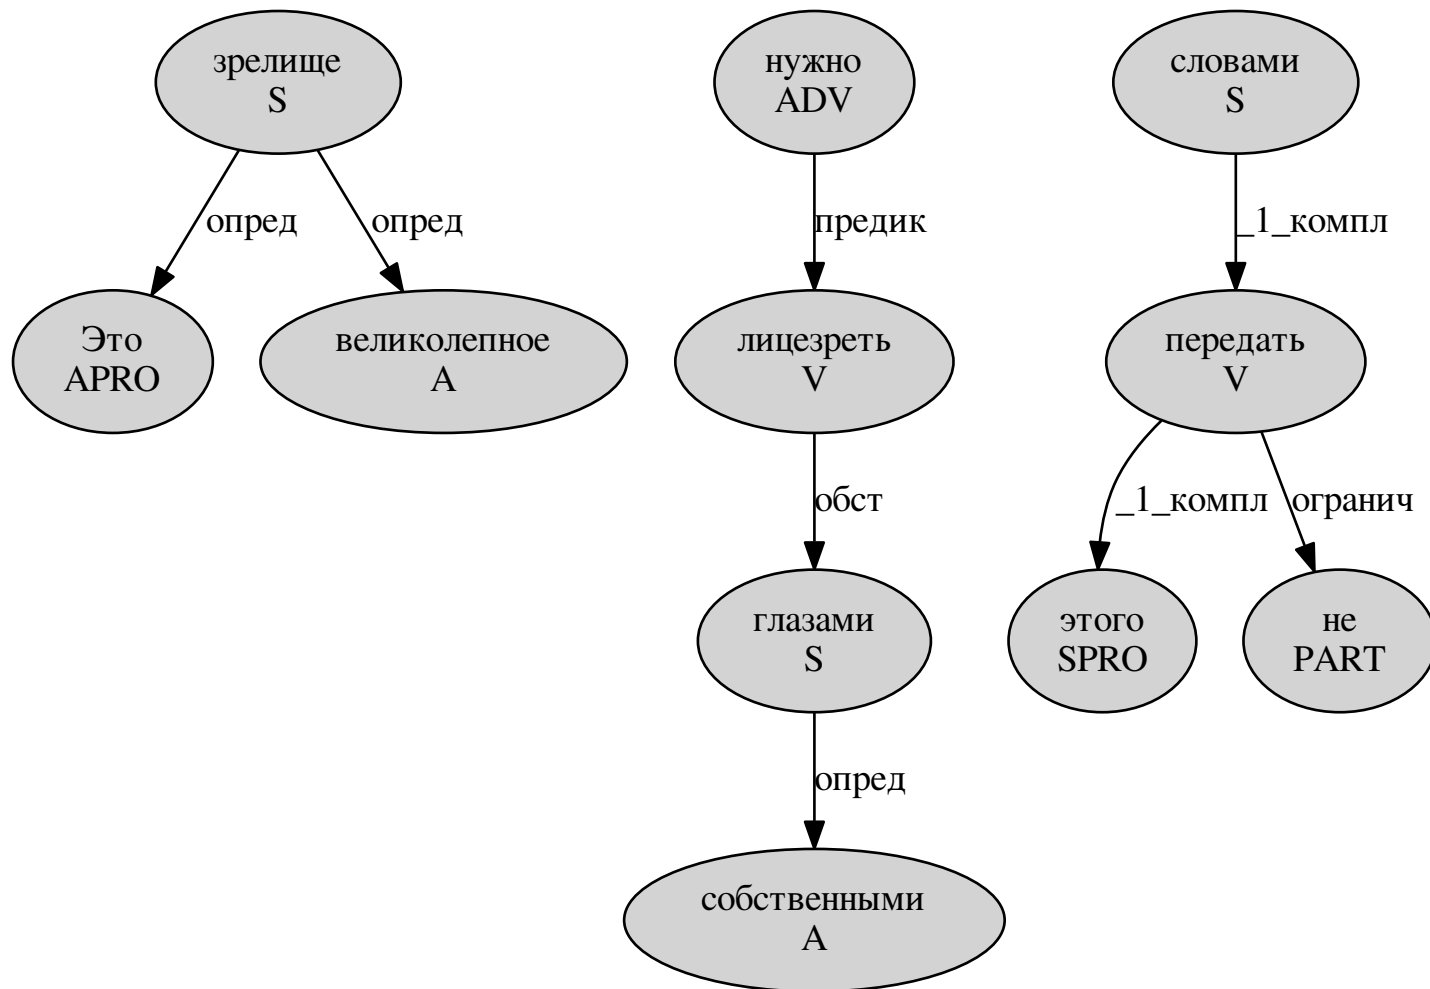 зрелище
S
нужно
ADV
словами
S
опред
опред
предик
_1_компл
Это
APRO
великолепное
A
лицезреть
V
передать
V
обст
_1_компл
огранич
глазами
S
этого
SPRO
не
PART
опред
собственными
A